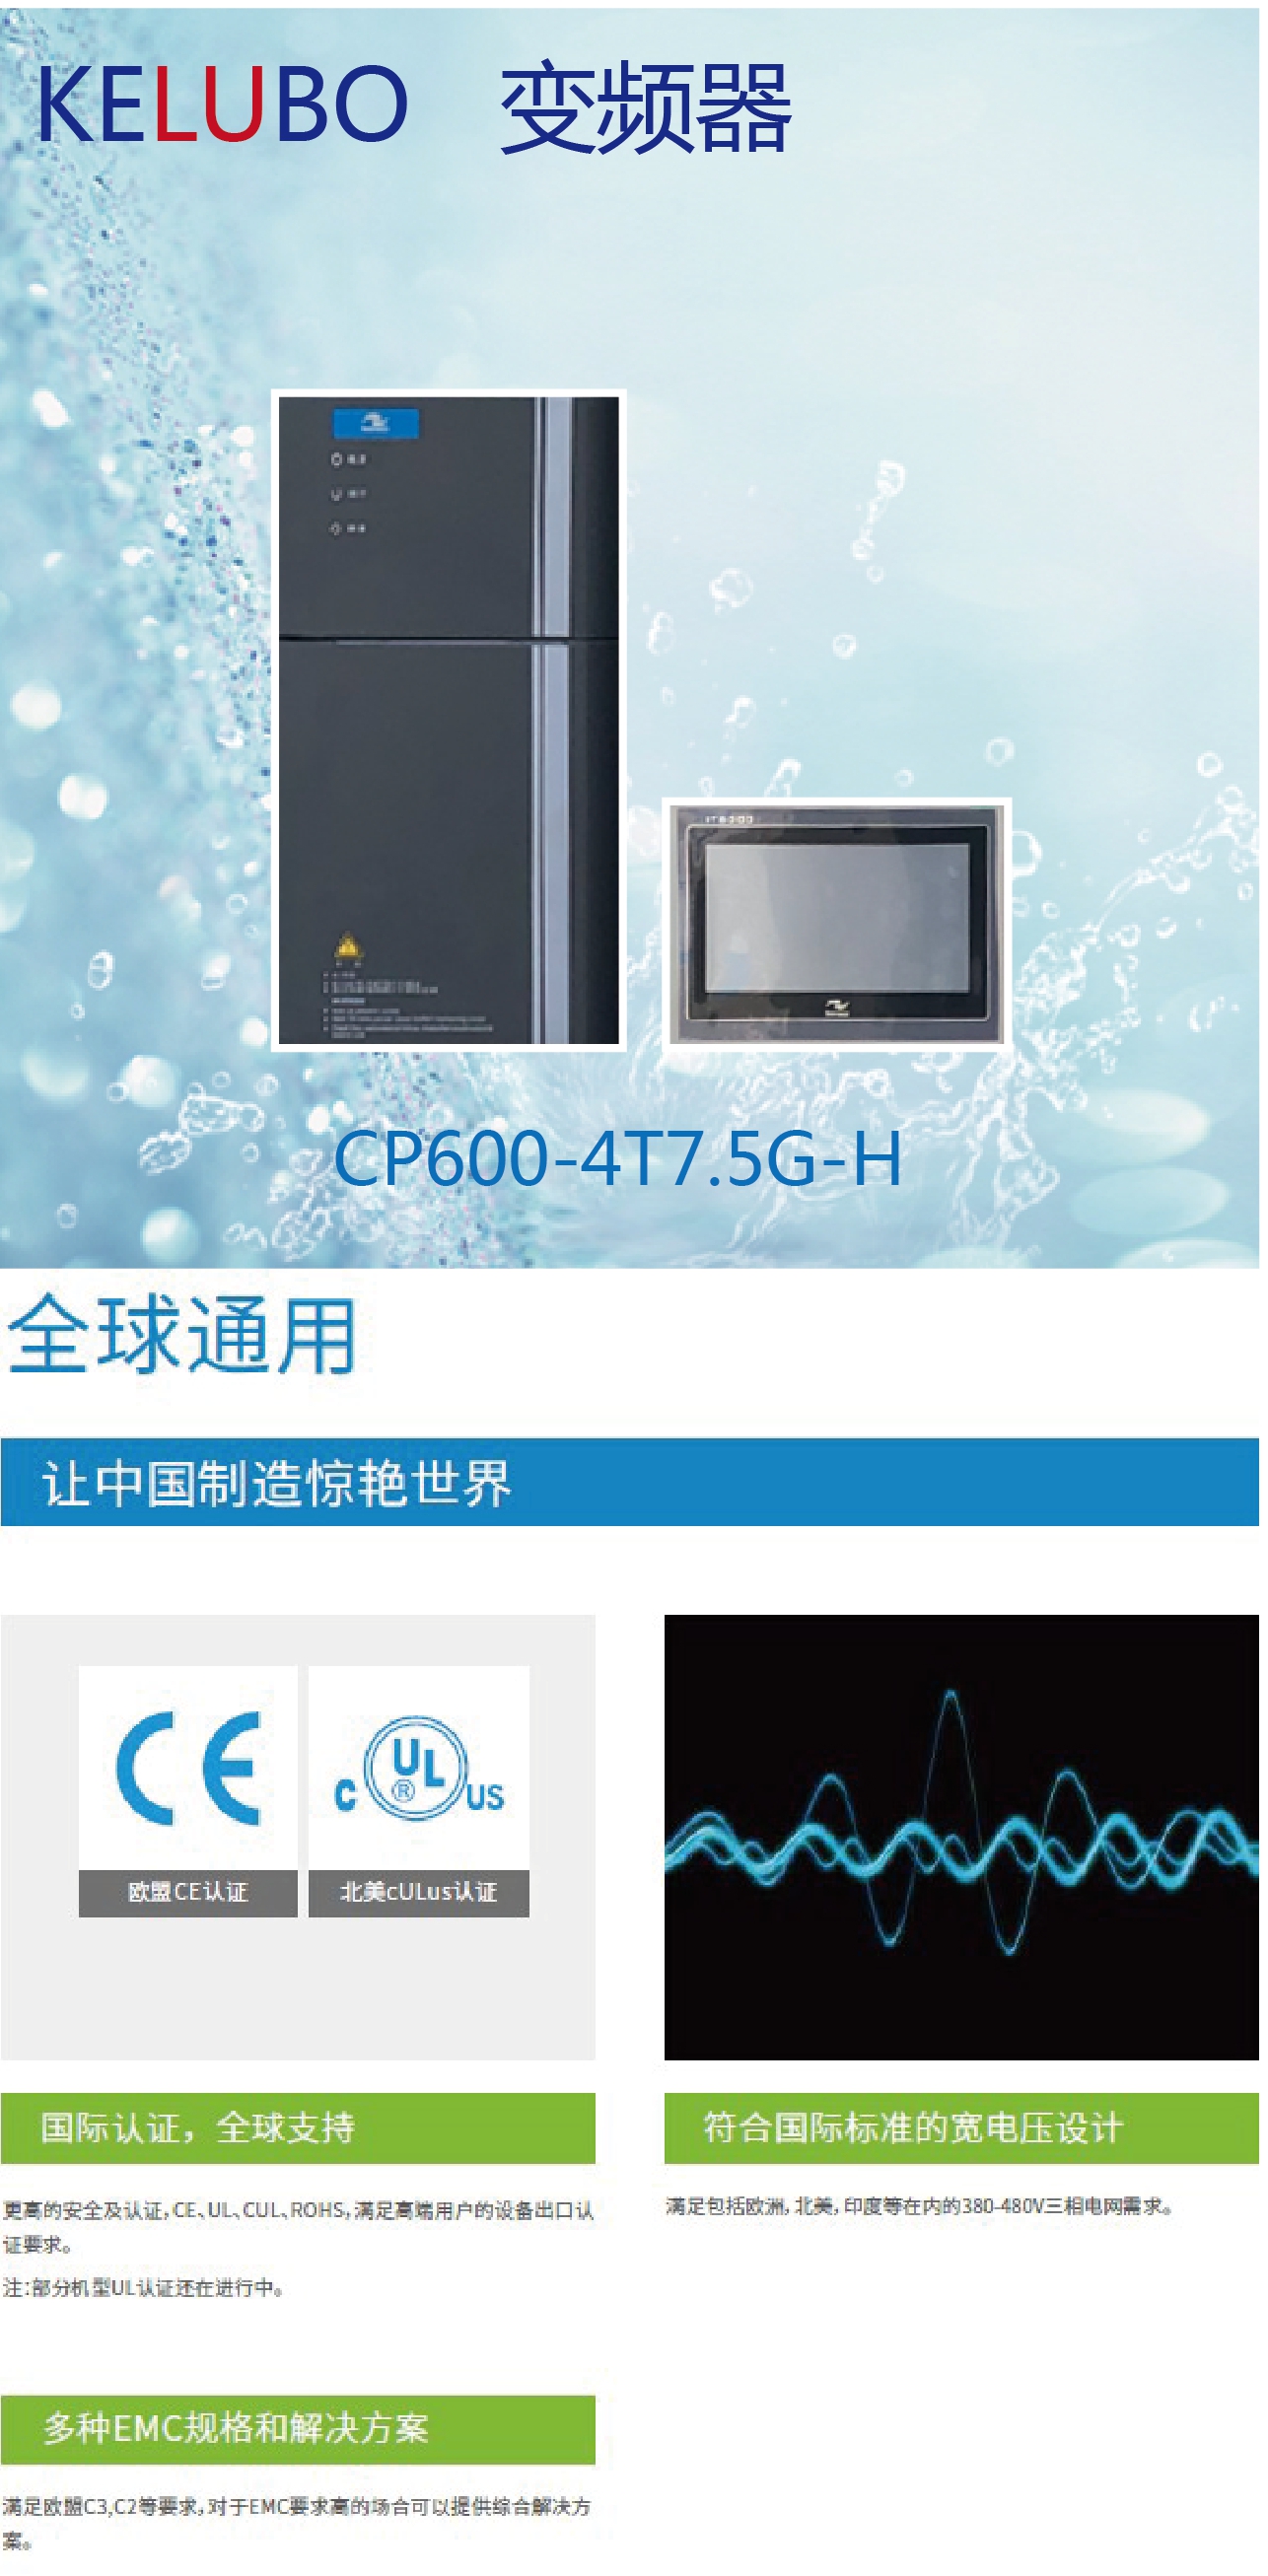 KELUBO 变频器
IT6000
CP600-4T7.5G-H
全球通用
让中国制造惊艳世界
CE
C UL ® US
欧盟CE认证
北美cULus认证
国际认证，全球支持
更高的安全及认证，CE、UL、CUL、ROHS，满足高端用户的设备出口认
证要求。
注：部分机型UL认证还在进行中。
符合国际标准的宽电压设计
满足包括欧洲，北美，印度等在内的380-480V三相电网需求。
多种EMC规格和解决方案
满足欧盟C3,C2等要求，对于EMC要求高的场合可以提供综合解决方
案。